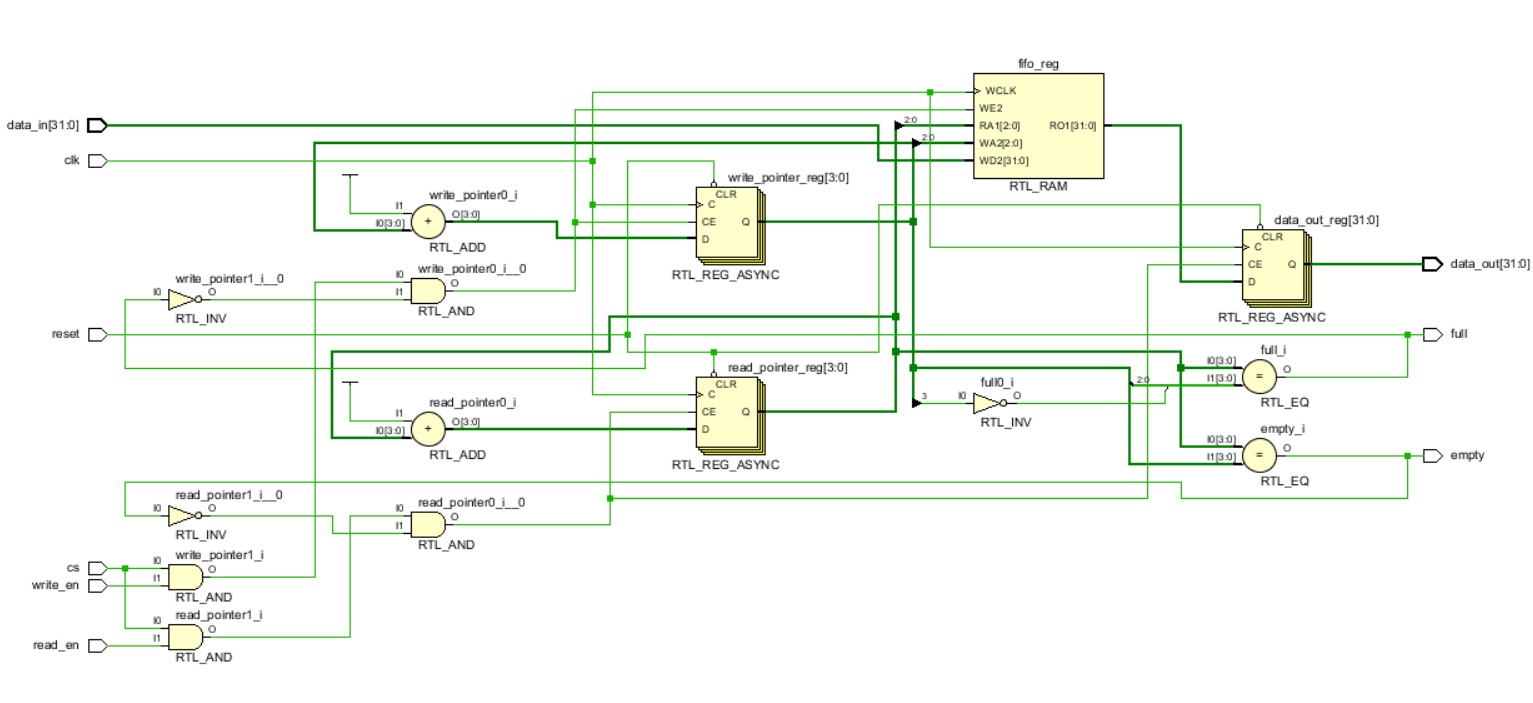 fifo_reg
WCLK
WE2
RA1[2:0] RO1[31:0]
WA2[2:0]
WD2[31:0]
RTL_RAM
2:0
2:0
data_in[31:0]
clk
write_pointer0_i
I1
I0[3:0]
+
O[3:0]
RTL_ADD
write_pointer_reg[3:0]
CLR
C
CE
D
Q
RTL_REG_ASYNC
data_out_reg[31:0]
CLR
C
CE
D
Q
RTL_REG_ASYNC
data_out[31:0]
write_pointer1_i__0
I0
O
RTL_INV
write_pointer0_i__0
I0
I1
O
RTL_AND
reset
full
read_pointer_reg[3:0]
CLR
C
CE
D
Q
RTL_REG_ASYNC
read_pointer0_i
I1
I0[3:0]
+
O[3:0]
RTL_ADD
full0_i
3
I0
O
RTL_INV
full_i
I0[3:0]
I1[3:0]
2:0
=
O
RTL_EQ
empty_i
I0[3:0]
I1[3:0]
=
O
RTL_EQ
empty
read_pointer1_i__0
I0
O
RTL_INV
read_pointer0_i__0
I0
I1
O
RTL_AND
cs
write_en
write_pointer1_i
I0
I1
O
RTL_AND
read_en
read_pointer1_i
I0
I1
O
RTL_AND